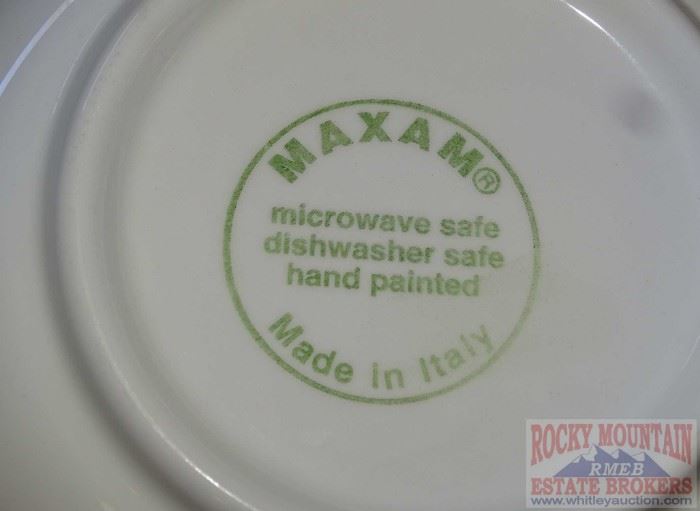 MAXAM®
microwave safe
dishwasher safe
hand painted
Made in Italy
ROCKY MOUNTAIN
RMEB
ESTATE BROKERS
www.whitleyauction.com